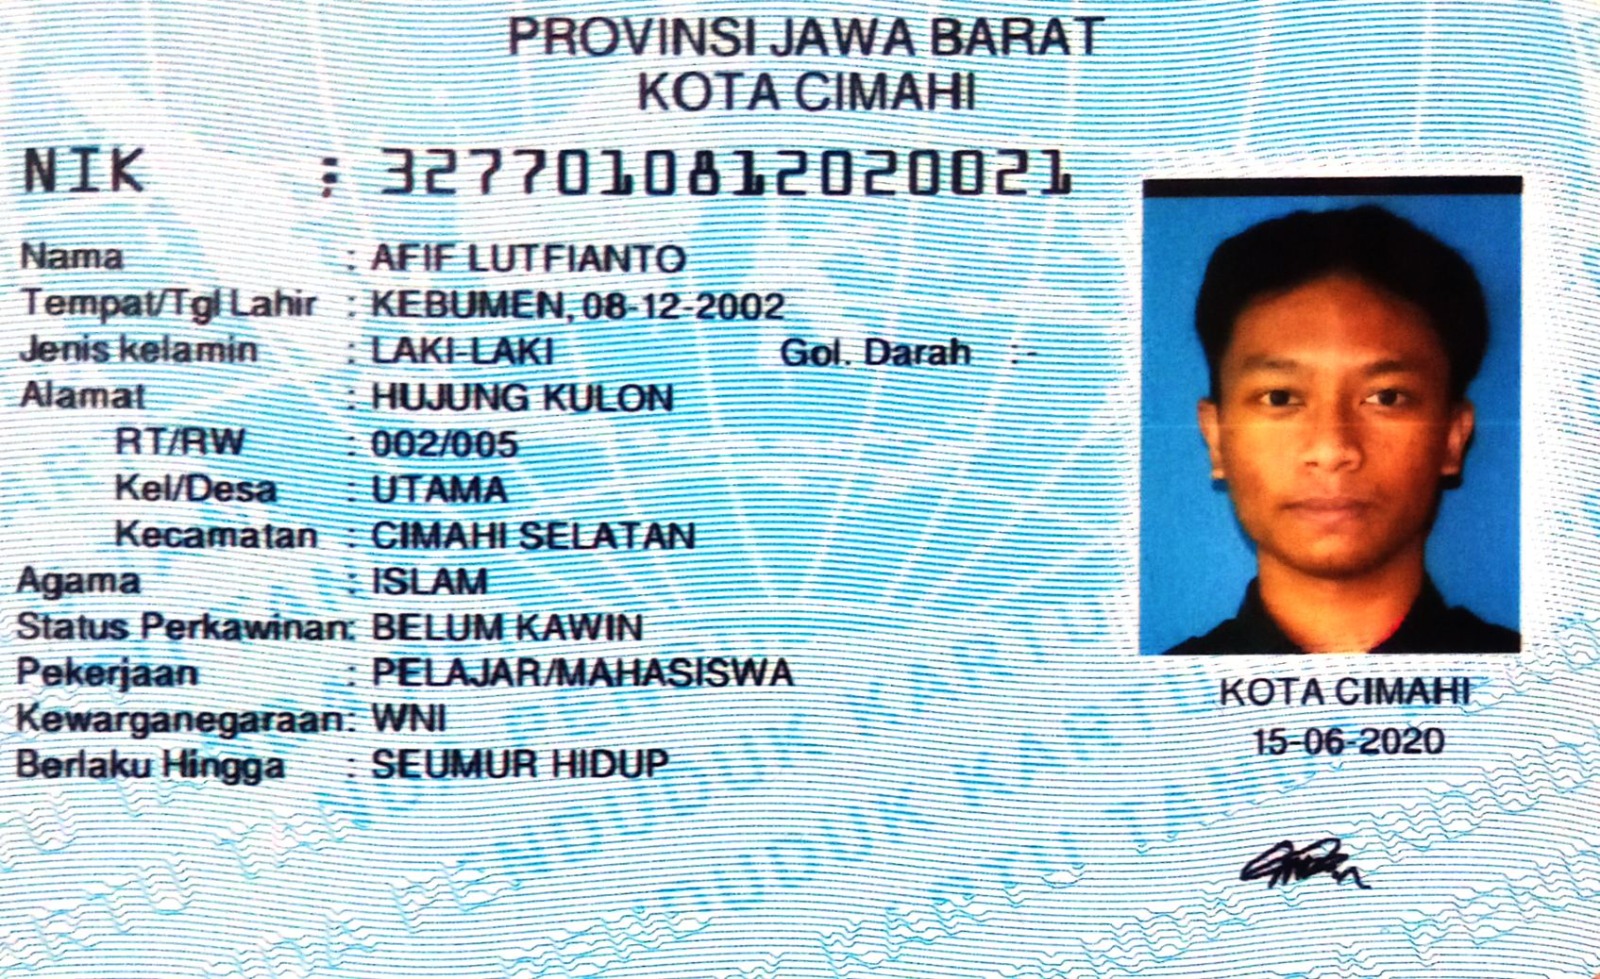 PROVINSI JAWA BARAT
KOTA CIMAHI
NIK : 3277010812020021
Nama : AFIF LUTFIANTO
Tempat/Tgl Lahir : KEBUMEN, 08-12-2002
Jenis kelamin : LAKI-LAKI Gol. Darah : -
Alamat : HUJUNG KULON
RT/RW : 002/005
Kel/Desa : UTAMA
Kecamatan : CIMAHI SELATAN
Agama : ISLAM
Status Perkawinan: BELUM KAWIN
Pekerjaan : PELAJAR/MAHASISWA
Kewarganegaraan: WNI
Berlaku Hingga : SEUMUR HIDUP
KOTA CIMAHI
15-06-2020